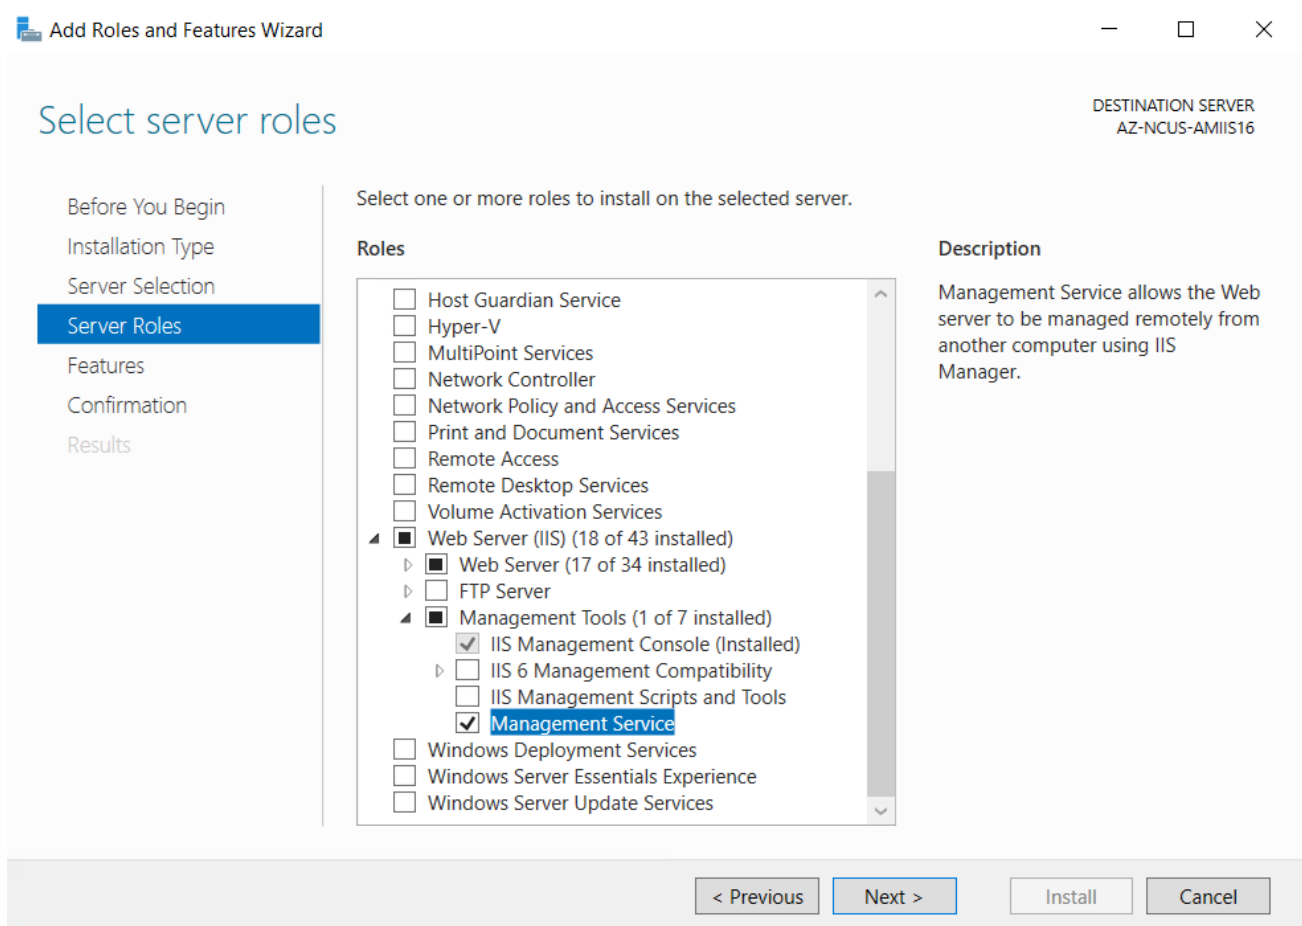 Add Roles and Features Wizard
Select server roles
DESTINATION SERVER
AZ-NCUS-AMIIS16
Before You Begin
Installation Type
Server Selection
Server Roles
Features
Confirmation
Results
Select one or more roles to install on the selected server.
Roles
Host Guardian Service
Hyper-V
MultiPoint Services
Network Controller
Network Policy and Access Services
Print and Document Services
Remote Access
Remote Desktop Services
Volume Activation Services
Web Server (IIS) (18 of 43 installed)
Web Server (17 of 34 installed)
FTP Server
Management Tools (1 of 7 installed)
IIS Management Console (Installed)
IIS 6 Management Compatibility
IIS Management Scripts and Tools
Management Service
Windows Deployment Services
Windows Server Essentials Experience
Windows Server Update Services
Description
Management Service allows the Web
server to be managed remotely from
another computer using IIS
Manager.
< Previous
Next >
Install
Cancel